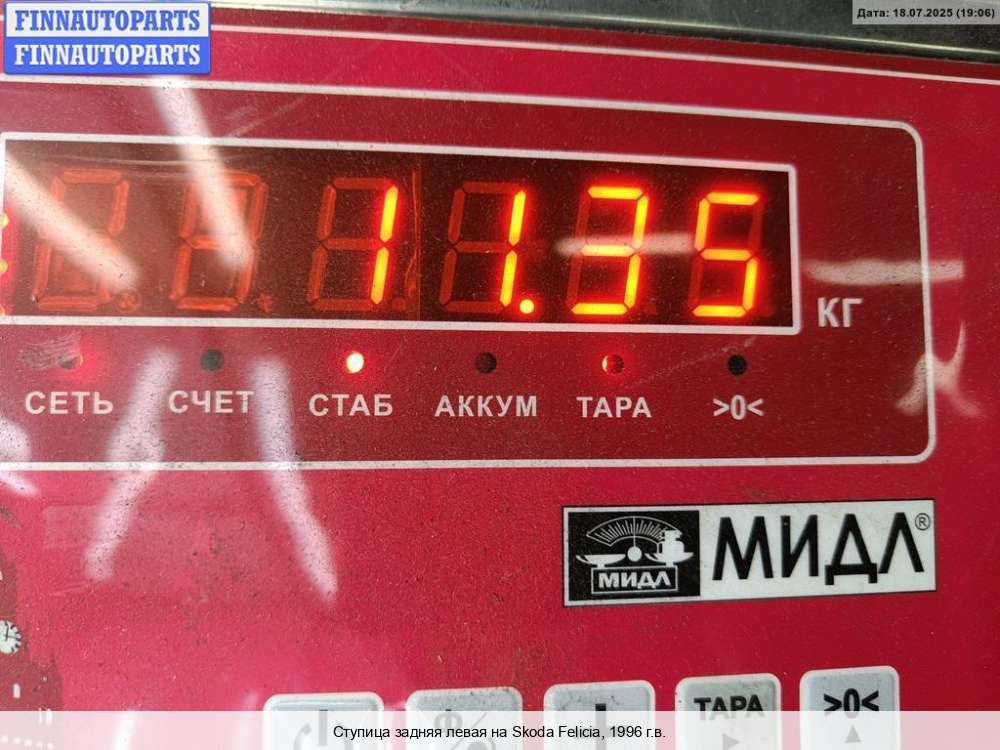 FINNAUTOPARTS
FINNAUTOPARTS
Дата: 18.07.2025 (19:06)
11.35
КГ
СЕТЬ СЧЕТ СТАБ АККУМ ТАРА >0<
МИДЛ МИДЛ®
ТАРА >0<
Ступица задняя левая на Skoda Felicia, 1996 г.в.